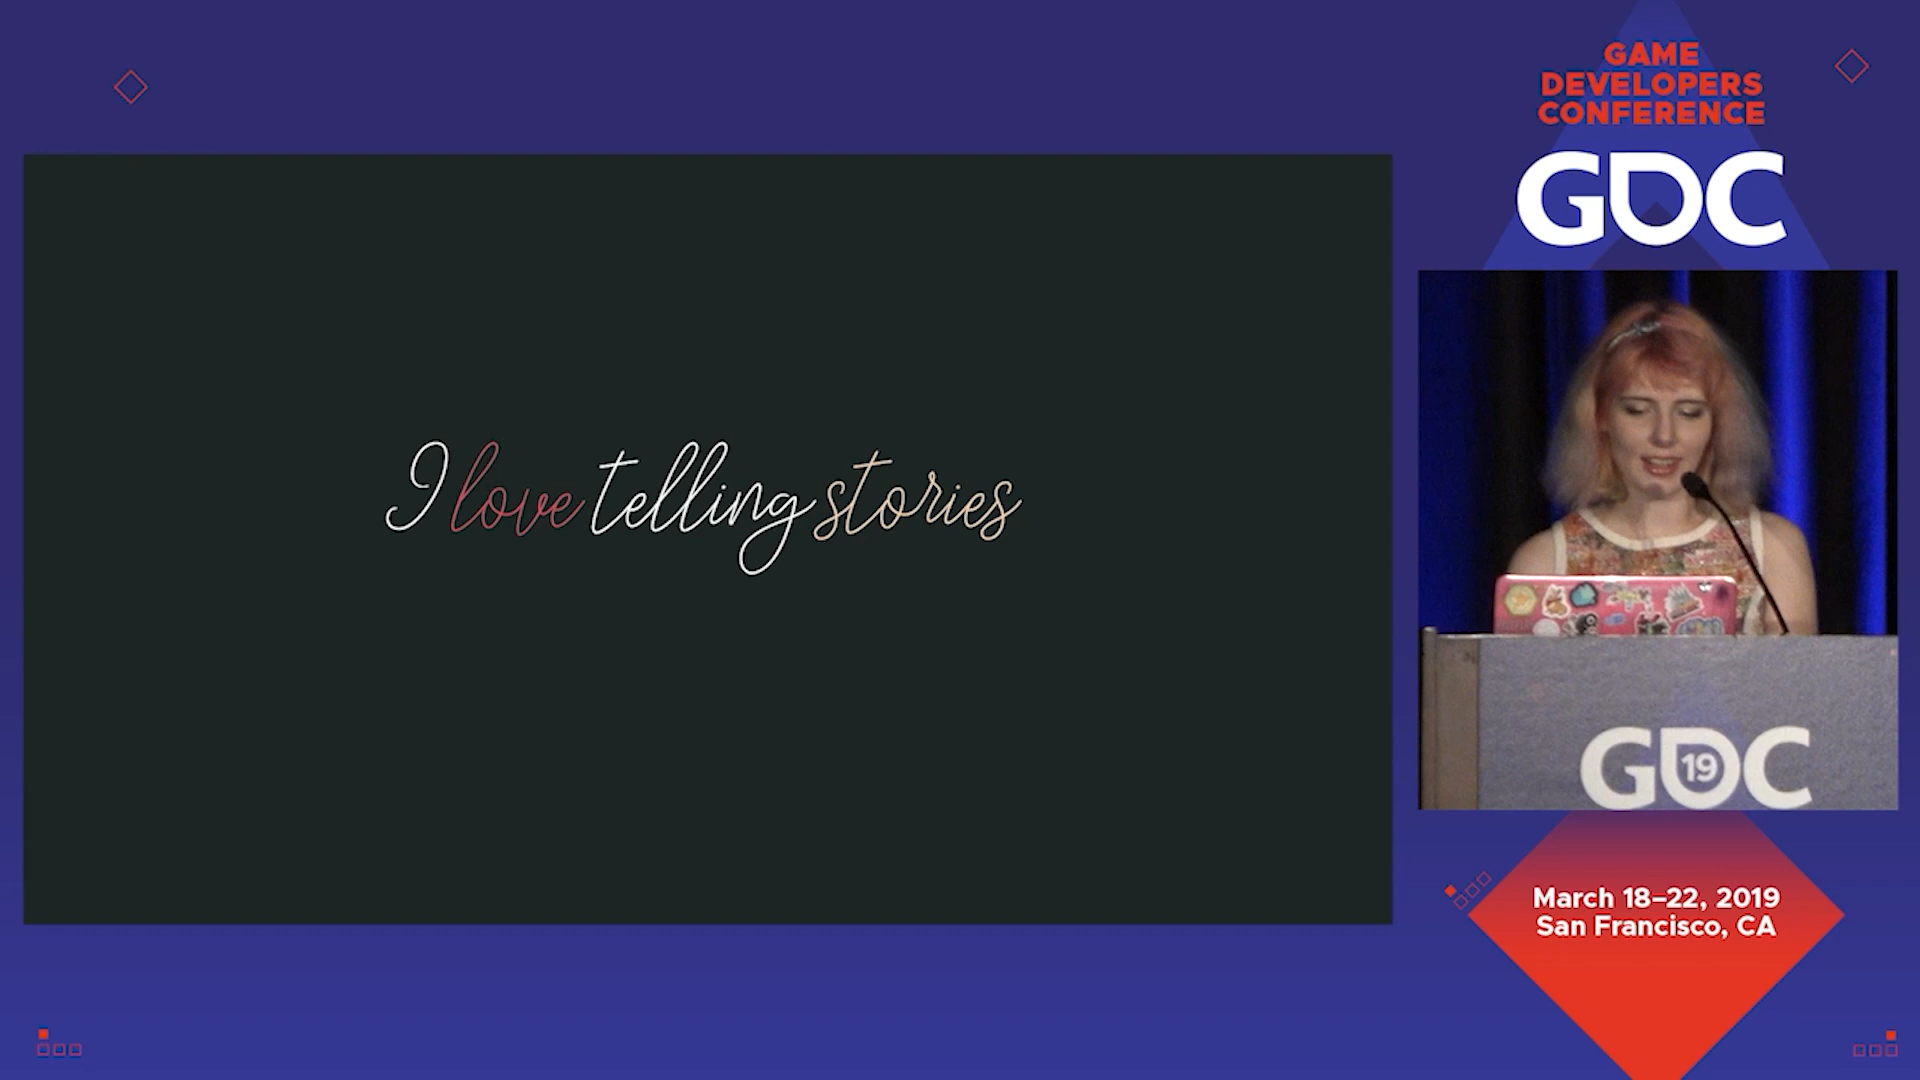 GAME
DEVELOPERS
CONFERENCE
GDC
I love telling stories
GDC
19
March 18–22, 2019
San Francisco, CA